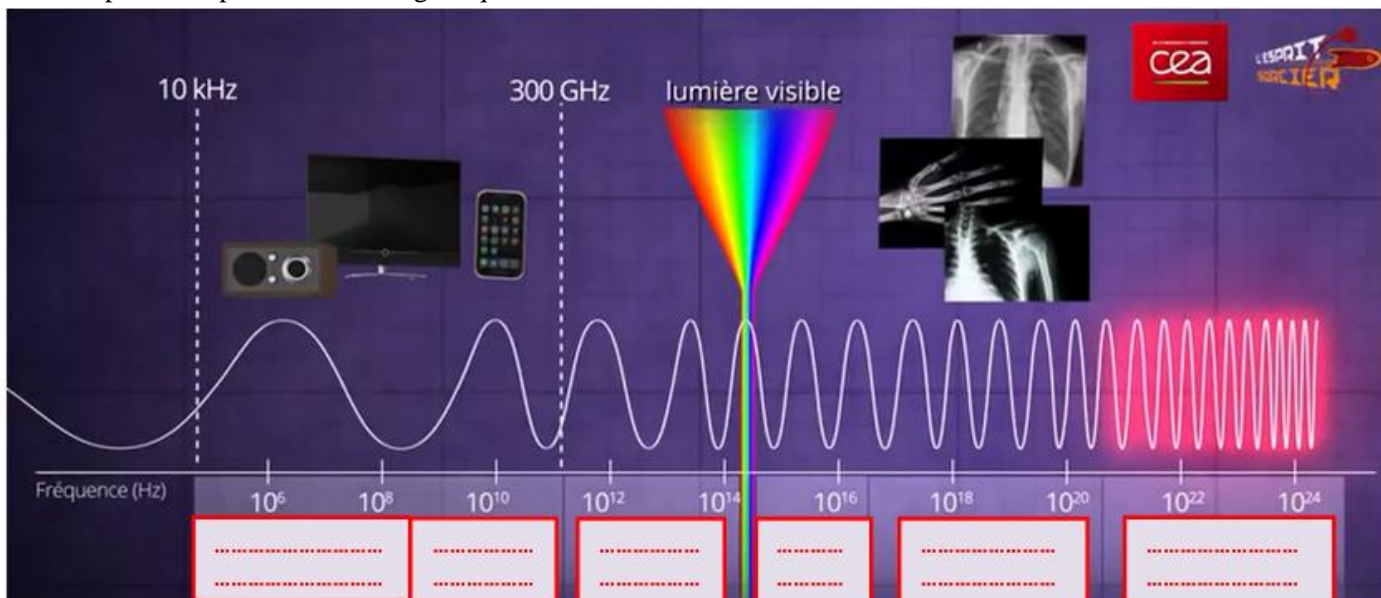 10 kHz
300 GHz
lumière visible
cea
L'ESPRIT
SORCIER
Fréquence (Hz)
10⁶
10⁸
10¹⁰
10¹²
10¹⁴
10¹⁶
10¹⁸
10²⁰
10²²
10²⁴